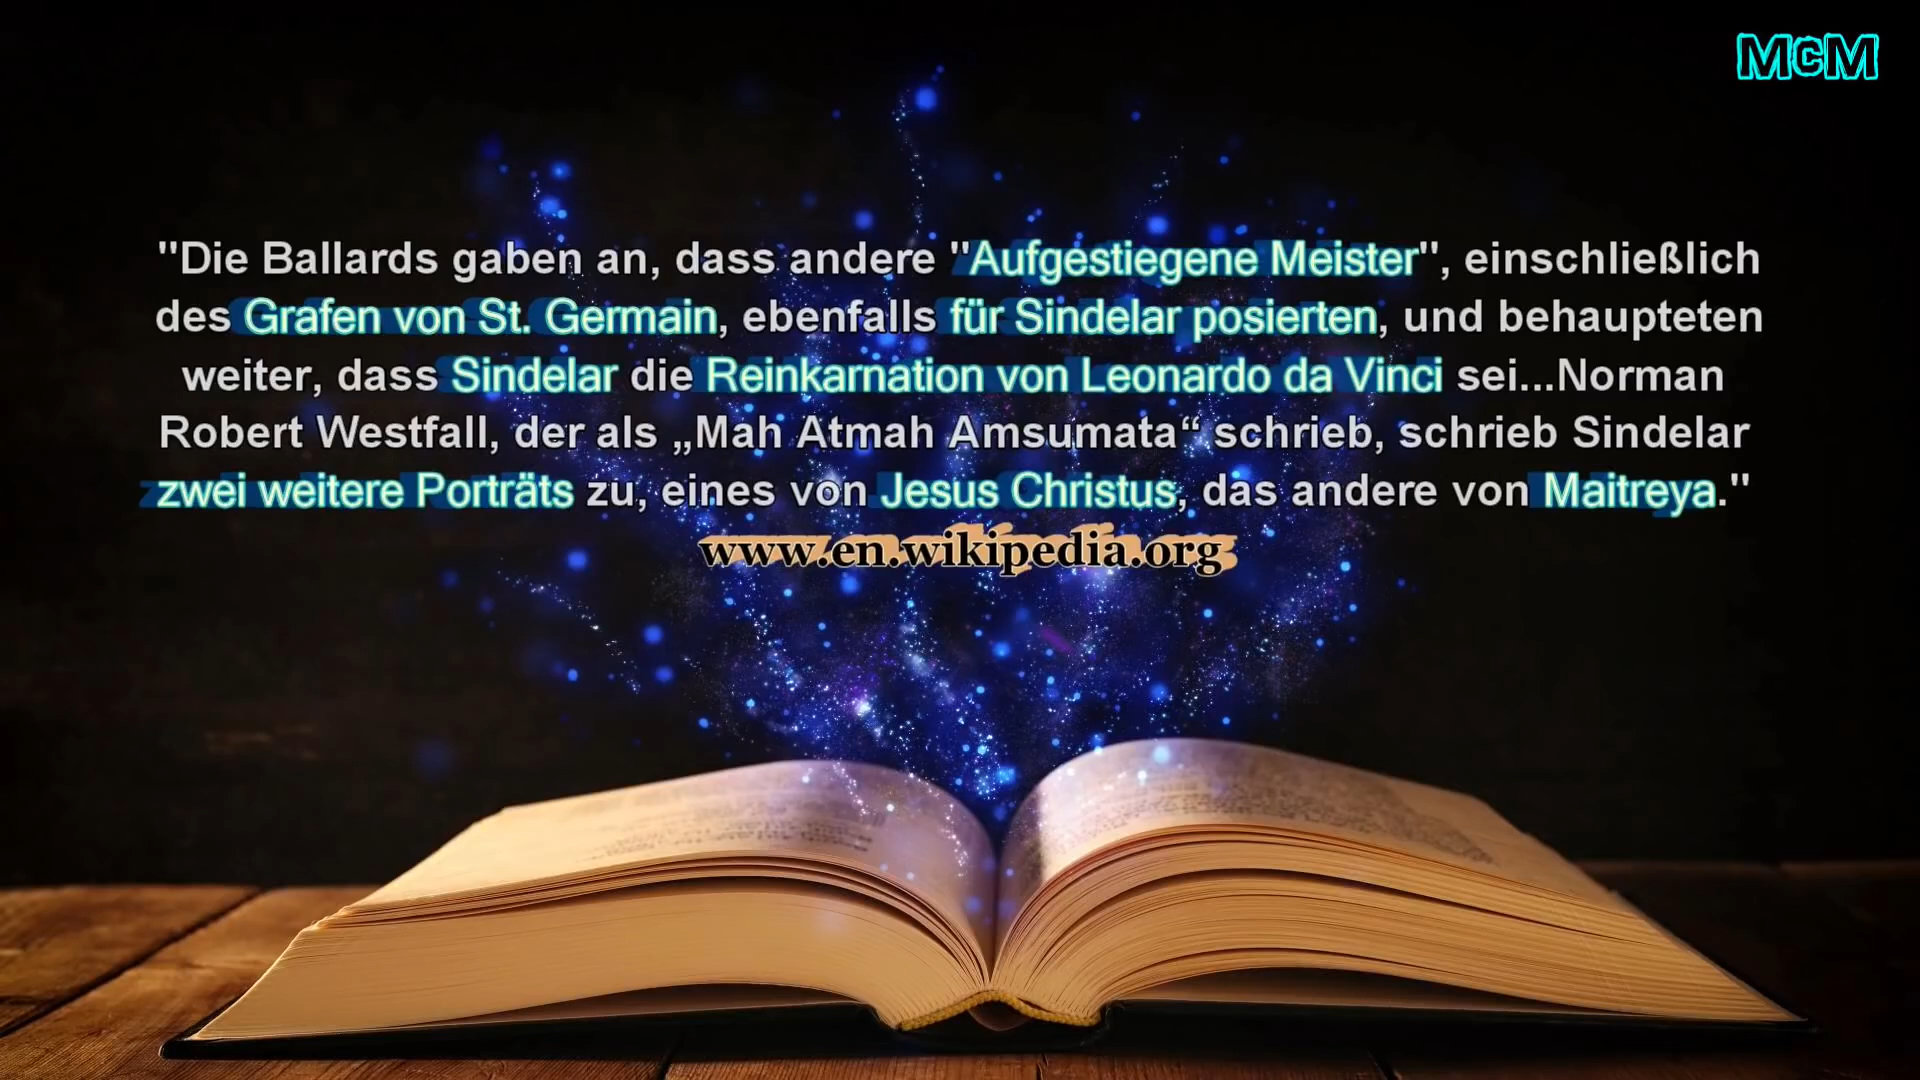 McM
"Die Ballards gaben an, dass andere "Aufgestiegene Meister", einschließlich
des Grafen von St. Germain, ebenfalls für Sindelar posierten, und behaupteten
weiter, dass Sindelar die Reinkarnation von Leonardo da Vinci sei...Norman
Robert Westfall, der als „Mah Atmah Amsumata“ schrieb, schrieb Sindelar
zwei weitere Porträts zu, eines von Jesus Christus, das andere von Maitreya."
www.en.wikipedia.org